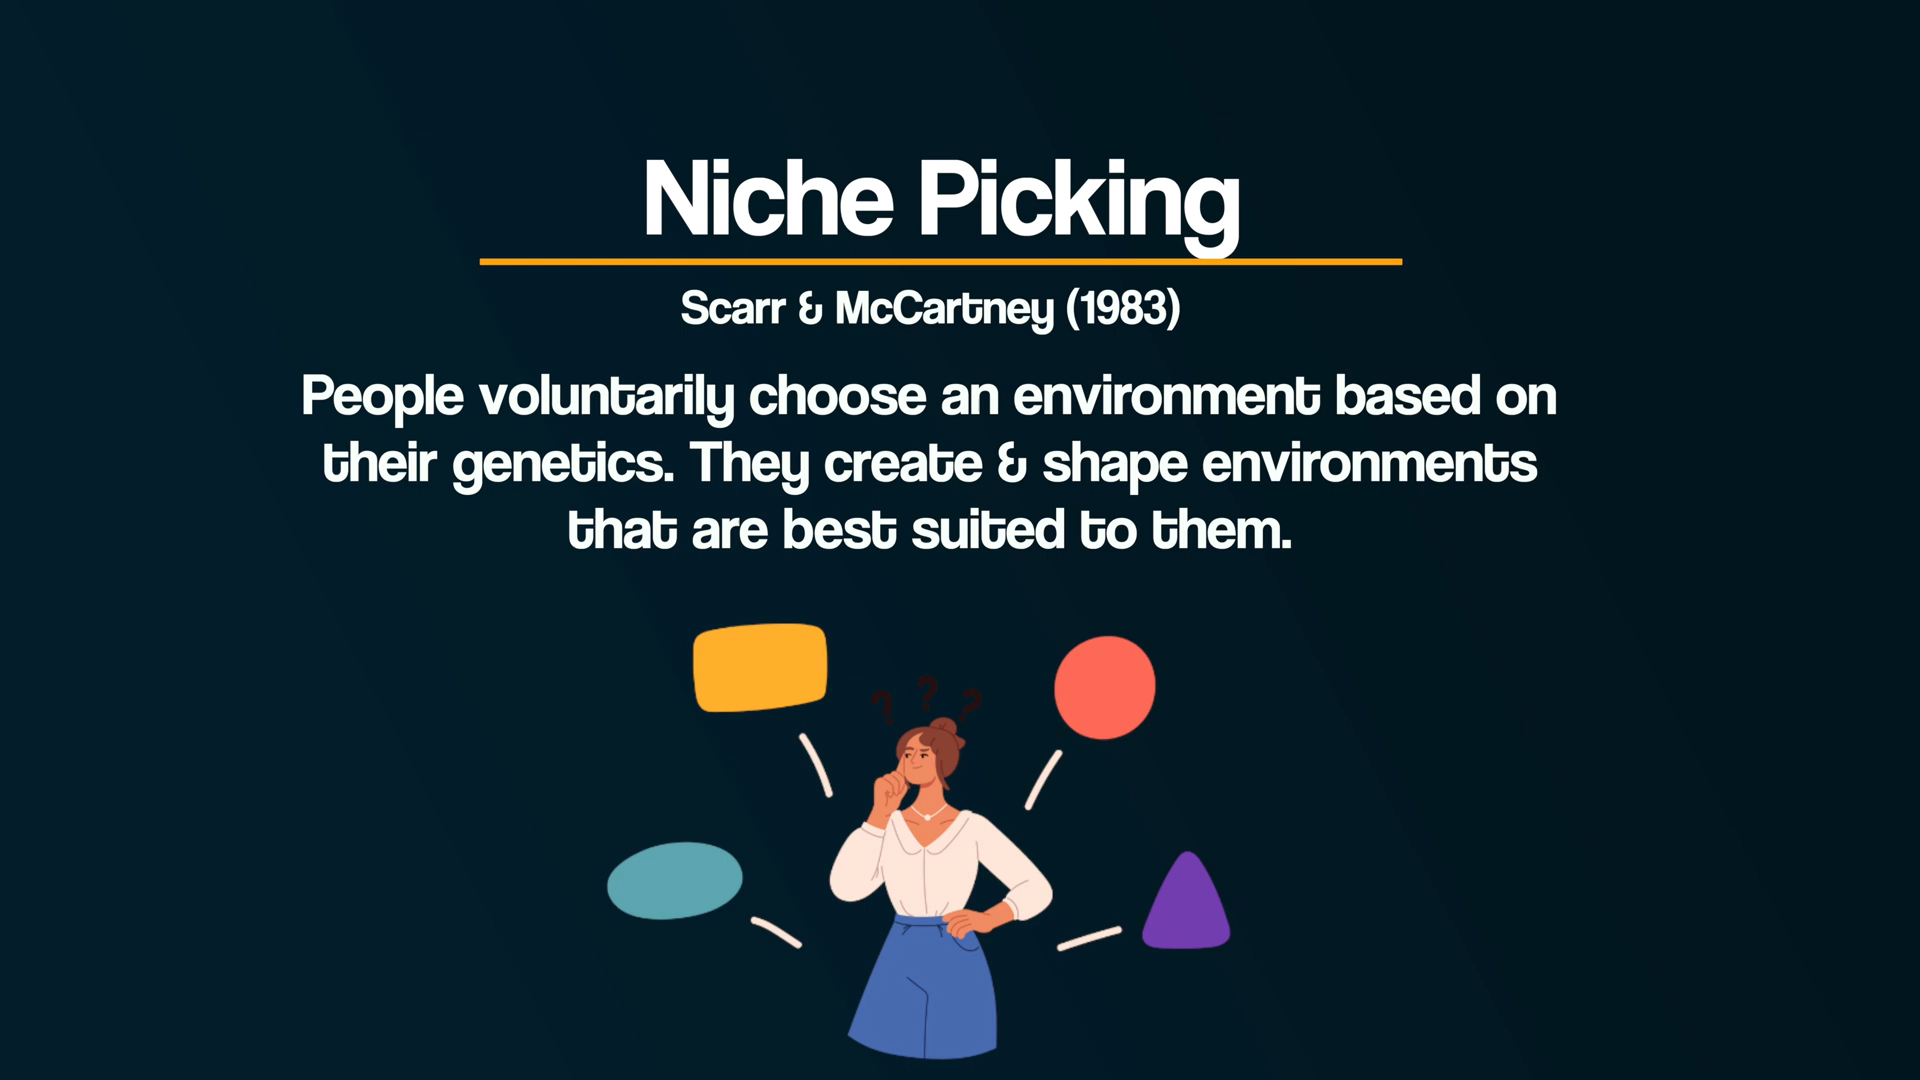 Niche Picking
Scarr & McCartney (1983)
People voluntarily choose an environment based on
their genetics. They create & shape environments
that are best suited to them.
? ? ?